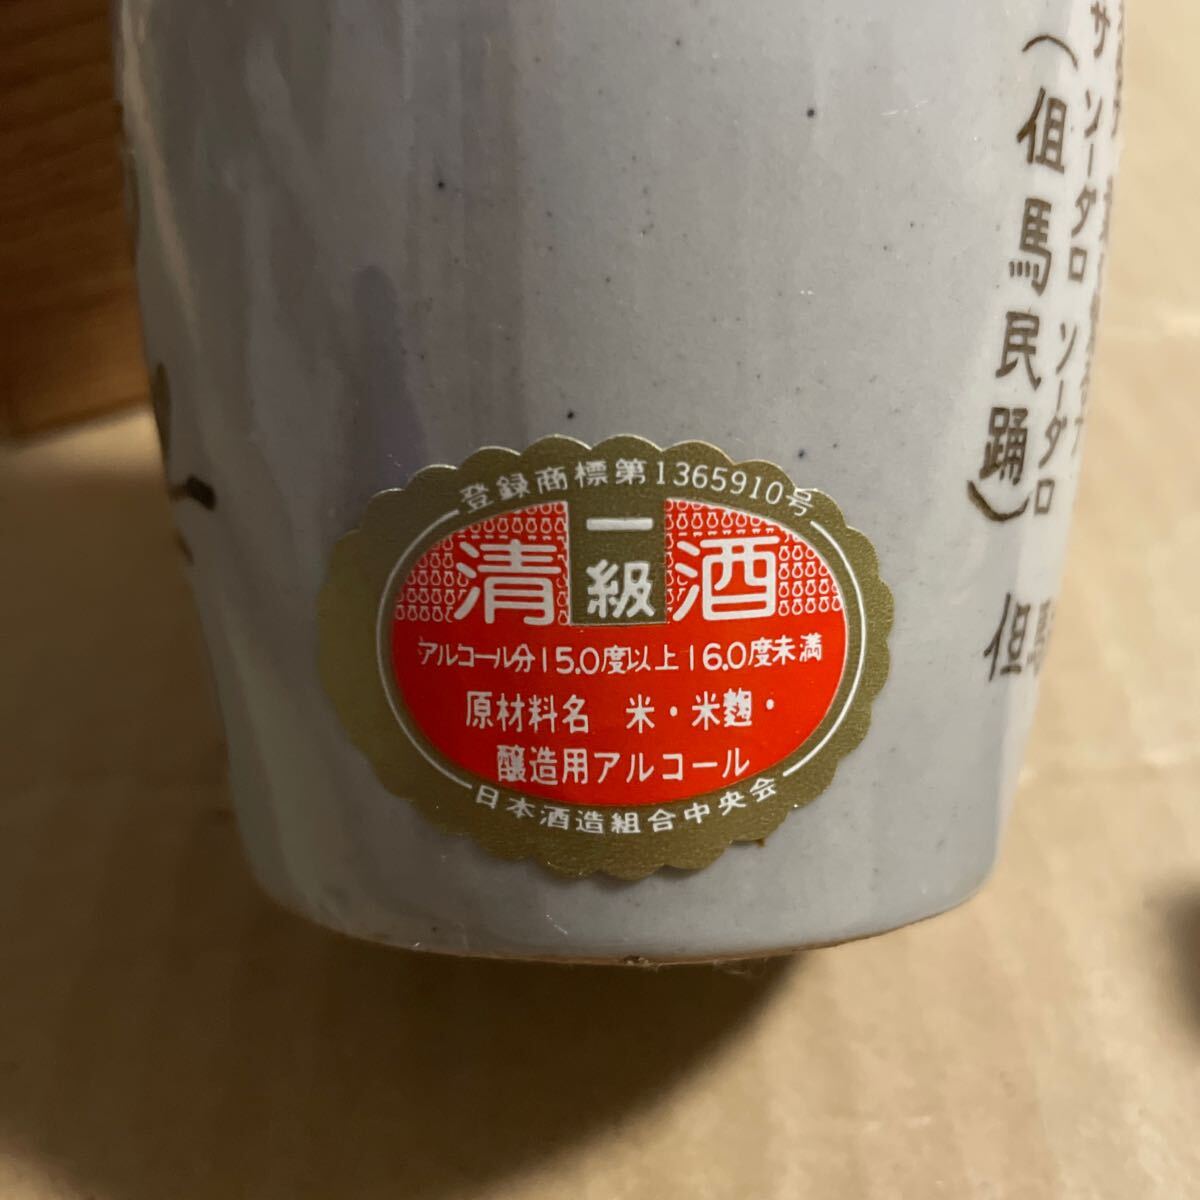 サ ンーダロ ソーダロ
(但馬民踊)
但
登録商標第1365910号
清 一級 酒
アルコール分15.0度以上16.0度未満
原材料名 米・米麹・
醸造用アルコール
日本酒造組合中央会